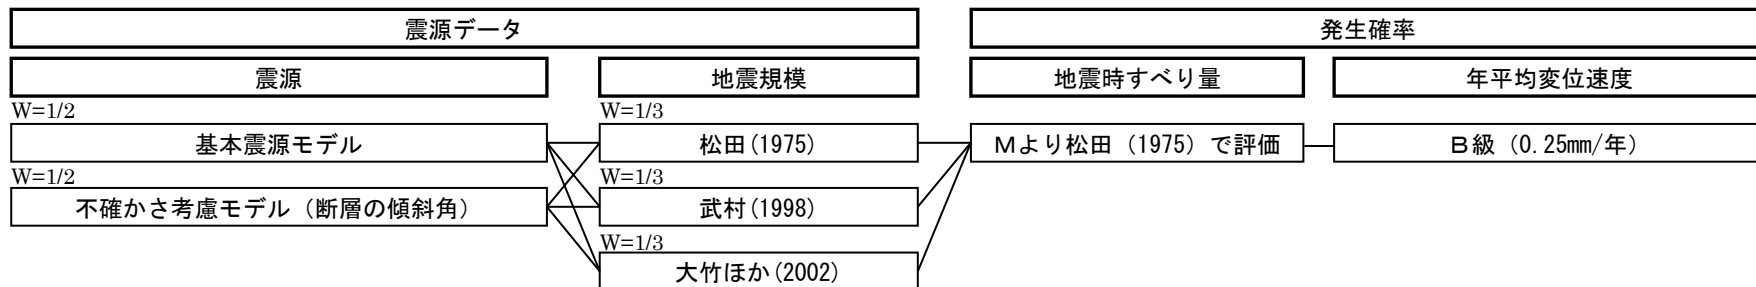 震源データ
発生確率
震源
地震規模
地震時すべり量
年平均変位速度
W=1/2
W=1/3
基本震源モデル
松田(1975)
Mより松田(1975)で評価
B級(0.25mm/年)
W=1/2
W=1/3
不確かさ考慮モデル(断層の傾斜角)
武村(1998)
W=1/3
大竹ほか(2002)